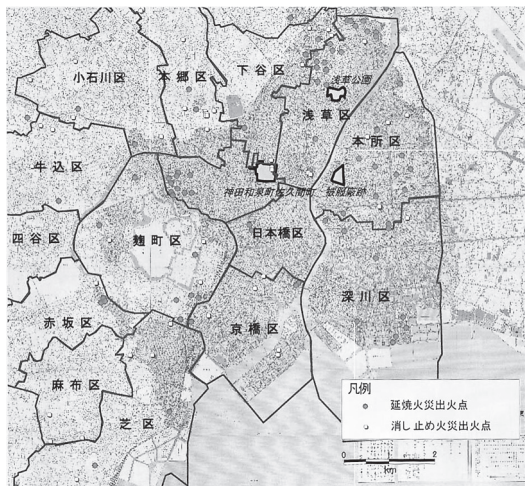 小石川区
本郷区
下谷区
浅草公園
浅草区
本所区
牛込区
神田和泉町佐久間町
被服廠跡
四谷区
麹町区
日本橋区
深川区
赤坂区
京橋区
麻布区
芝区
凡例
延焼火災出火点
消し止め火災出火点
0 2
km